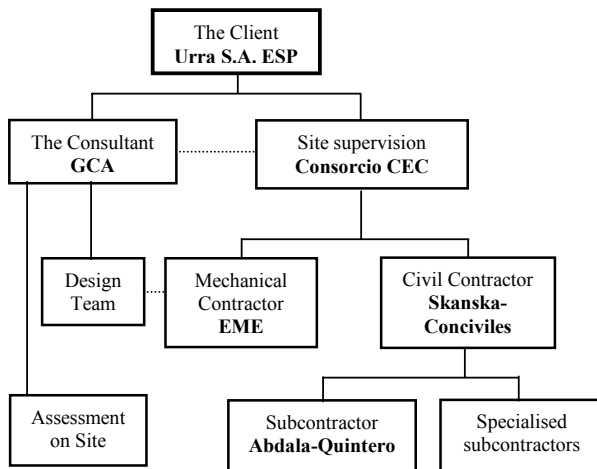 The Client
Urra S.A. ESP
The Consultant
GCA
Site supervision
Consorcio CEC
Design
Team
Mechanical
Contractor
EME
Civil Contractor
Skanska-
Conciviles
Assessment
on Site
Subcontractor
Abdala-Quintero
Specialised
subcontractors